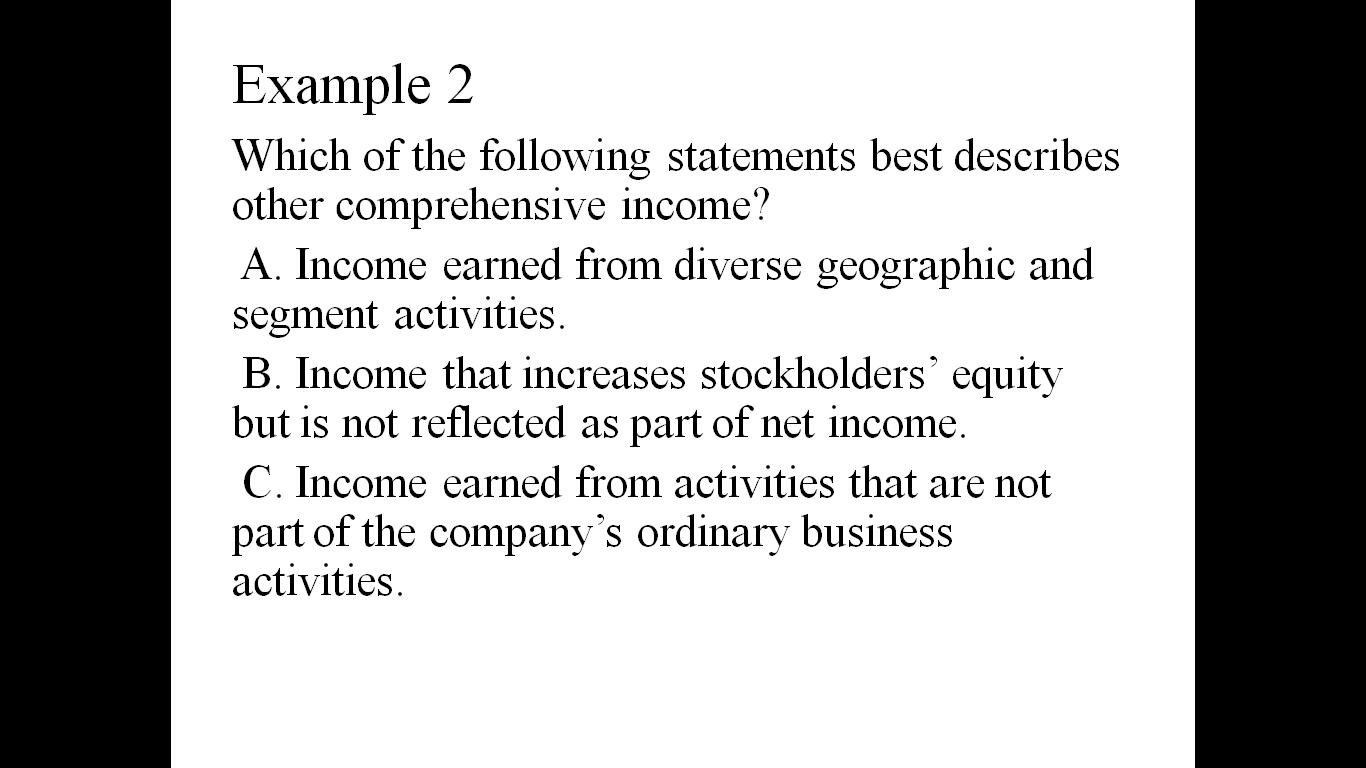 Example 2
Which of the following statements best describes
other comprehensive income?
A. Income earned from diverse geographic and
segment activities.
B. Income that increases stockholders’ equity
but is not reflected as part of net income.
C. Income earned from activities that are not
part of the company’s ordinary business
activities.